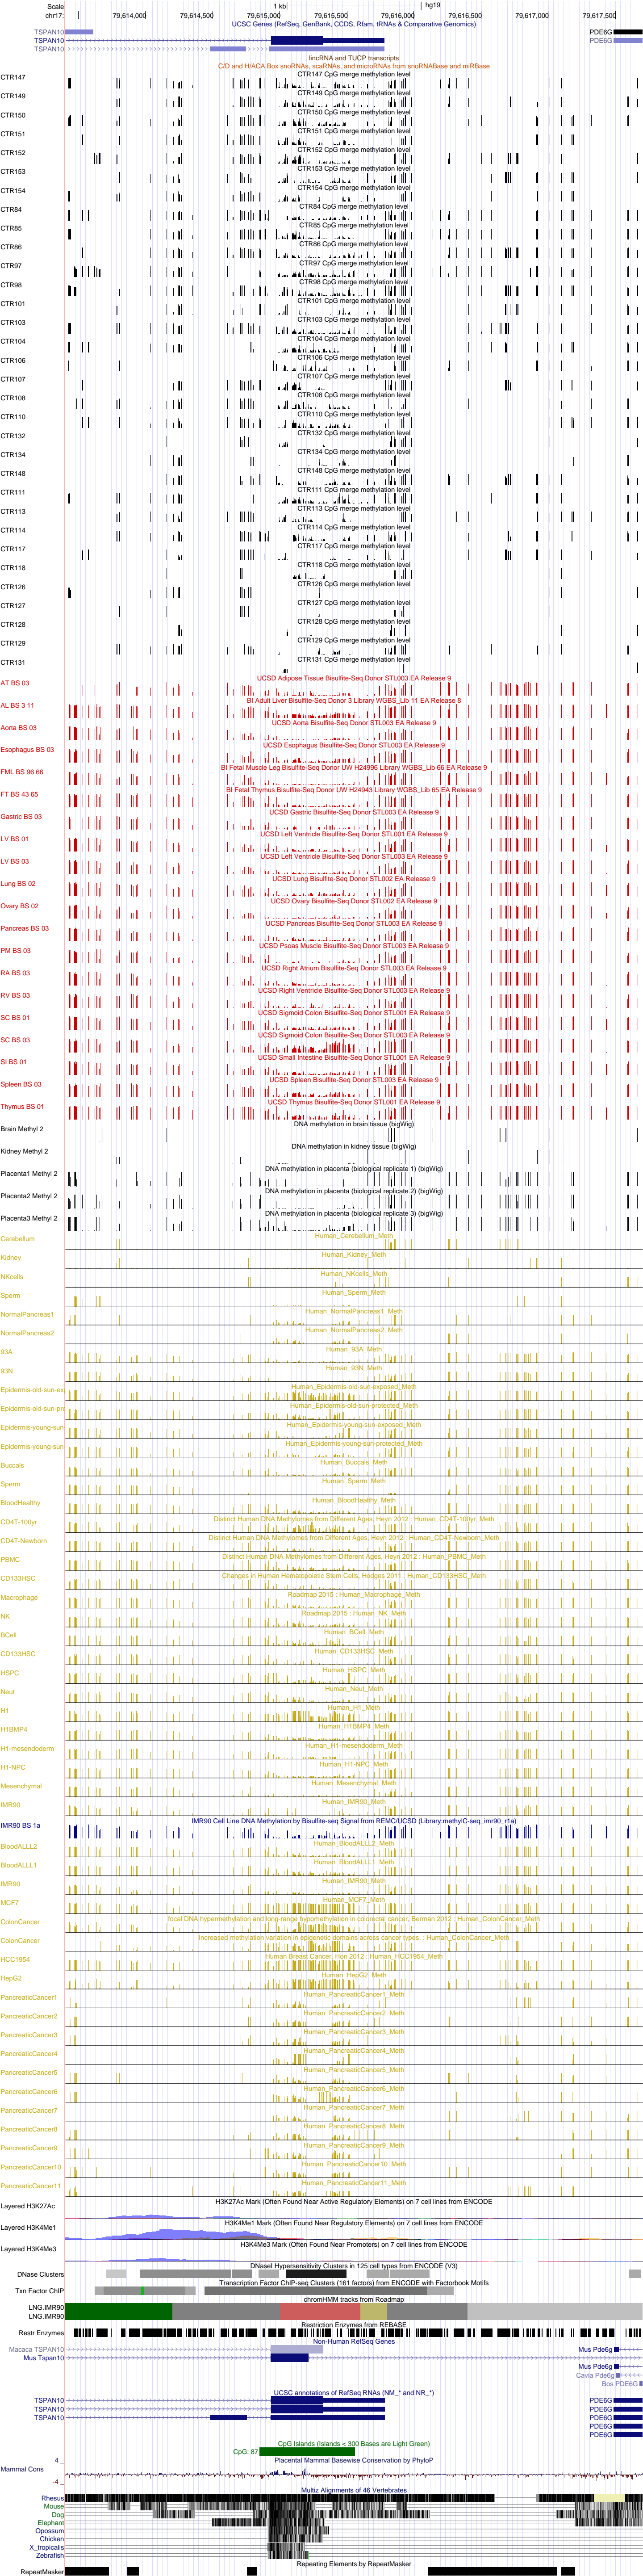 Scale 1 kb hg19
chr17: 79,614,000 79,614,500 79,615,000 79,615,500 79,616,000 79,616,500 79,617,000 79,617,500
UCSC Genes (RefSeq, GenBank, CCDS, Rfam, tRNAs & Comparative Genomics)
TSPAN10 PDE6G
TSPAN10 PDE6G
TSPAN10
lincRNA and TUCP transcripts
C/D and H/ACA Box snoRNAs, scaRNAs, and microRNAs from snoRNABase and miRBase
CTR147 CpG merge methylation level
CTR147
CTR149 CpG merge methylation level
CTR149
CTR150 CpG merge methylation level
CTR150
CTR151 CpG merge methylation level
CTR151
CTR152 CpG merge methylation level
CTR152
CTR153 CpG merge methylation level
CTR153
CTR154 CpG merge methylation level
CTR154
CTR84 CpG merge methylation level
CTR84
CTR85 CpG merge methylation level
CTR85
CTR86 CpG merge methylation level
CTR86
CTR97 CpG merge methylation level
CTR97
CTR98 CpG merge methylation level
CTR98
CTR101 CpG merge methylation level
CTR101
CTR103 CpG merge methylation level
CTR103
CTR104 CpG merge methylation level
CTR104
CTR106 CpG merge methylation level
CTR106
CTR107 CpG merge methylation level
CTR107
CTR108 CpG merge methylation level
CTR108
CTR110 CpG merge methylation level
CTR110
CTR132 CpG merge methylation level
CTR132
CTR134 CpG merge methylation level
CTR134
CTR148 CpG merge methylation level
CTR148
CTR111 CpG merge methylation level
CTR111
CTR113 CpG merge methylation level
CTR113
CTR114 CpG merge methylation level
CTR114
CTR117 CpG merge methylation level
CTR117
CTR118 CpG merge methylation level
CTR118
CTR126 CpG merge methylation level
CTR126
CTR127 CpG merge methylation level
CTR127
CTR128 CpG merge methylation level
CTR128
CTR129 CpG merge methylation level
CTR129
CTR131 CpG merge methylation level
CTR131
UCSD Adipose Tissue Bisulfite-Seq Donor STL003 EA Release 9
AT BS 03
BI Adult Liver Bisulfite-Seq Donor 3 Library WGBS_Lib 11 EA Release 8
AL BS 3 11
UCSD Aorta Bisulfite-Seq Donor STL003 EA Release 9
Aorta BS 03
UCSD Esophagus Bisulfite-Seq Donor STL003 EA Release 9
Esophagus BS 03
BI Fetal Muscle Leg Bisulfite-Seq Donor UW H24996 Library WGBS_Lib 66 EA Release 9
FML BS 96 66
BI Fetal Thymus Bisulfite-Seq Donor UW H24943 Library WGBS_Lib 65 EA Release 9
FT BS 43 65
UCSD Gastric Bisulfite-Seq Donor STL003 EA Release 9
Gastric BS 03
UCSD Left Ventricle Bisulfite-Seq Donor STL001 EA Release 9
LV BS 01
UCSD Left Ventricle Bisulfite-Seq Donor STL003 EA Release 9
LV BS 03
UCSD Lung Bisulfite-Seq Donor STL002 EA Release 9
Lung BS 02
UCSD Ovary Bisulfite-Seq Donor STL002 EA Release 9
Ovary BS 02
UCSD Pancreas Bisulfite-Seq Donor STL003 EA Release 9
Pancreas BS 03
UCSD Psoas Muscle Bisulfite-Seq Donor STL003 EA Release 9
PM BS 03
UCSD Right Atrium Bisulfite-Seq Donor STL003 EA Release 9
RA BS 03
UCSD Right Ventricle Bisulfite-Seq Donor STL003 EA Release 9
RV BS 03
UCSD Sigmoid Colon Bisulfite-Seq Donor STL001 EA Release 9
SC BS 01
UCSD Sigmoid Colon Bisulfite-Seq Donor STL003 EA Release 9
SC BS 03
UCSD Small Intestine Bisulfite-Seq Donor STL001 EA Release 9
SI BS 01
UCSD Spleen Bisulfite-Seq Donor STL003 EA Release 9
Spleen BS 03
UCSD Thymus Bisulfite-Seq Donor STL001 EA Release 9
Thymus BS 01
DNA methylation in brain tissue (bigWig)
Brain Methyl 2
DNA methylation in kidney tissue (bigWig)
Kidney Methyl 2
DNA methylation in placenta (biological replicate 1) (bigWig)
Placenta1 Methyl 2
DNA methylation in placenta (biological replicate 2) (bigWig)
Placenta2 Methyl 2
DNA methylation in placenta (biological replicate 3) (bigWig)
Placenta3 Methyl 2
Human_Cerebellum_Meth
Cerebellum
Human_Kidney_Meth
Kidney
Human_NKcells_Meth
NKcells
Human_Sperm_Meth
Sperm
Human_NormalPancreas1_Meth
NormalPancreas1
Human_NormalPancreas2_Meth
NormalPancreas2
Human_93A_Meth
93A
Human_93N_Meth
93N
Human_Epidermis-old-sun-exposed_Meth
Epidermis-old-sun-ex
Human_Epidermis-old-sun-protected_Meth
Epidermis-old-sun-pr
Human_Epidermis-young-sun-exposed_Meth
Epidermis-young-sun
Human_Epidermis-young-sun-protected_Meth
Epidermis-young-sun
Human_Buccals_Meth
Buccals
Human_Sperm_Meth
Sperm
Human_BloodHealthy_Meth
BloodHealthy
Distinct Human DNA Methylomes from Different Ages, Heyn 2012 : Human_CD4T-100yr_Meth
CD4T-100yr
Distinct Human DNA Methylomes from Different Ages, Heyn 2012 : Human_CD4T-Newborn_Meth
CD4T-Newborn
Distinct Human DNA Methylomes from Different Ages, Heyn 2012 : Human_PBMC_Meth
PBMC
Changes in Human Hematopoietic Stem Cells, Hodges 2011 : Human_CD133HSC_Meth
CD133HSC
Roadmap 2015 : Human_Macrophage_Meth
Macrophage
Roadmap 2015 : Human_NK_Meth
NK
Human_BCell_Meth
BCell
Human_CD133HSC_Meth
CD133HSC
Human_HSPC_Meth
HSPC
Human_Neut_Meth
Neut
Human_H1_Meth
H1
Human_H1BMP4_Meth
H1BMP4
Human_H1-mesendoderm_Meth
H1-mesendoderm
Human_H1-NPC_Meth
H1-NPC
Human_Mesenchymal_Meth
Mesenchymal
Human_IMR90_Meth
IMR90
IMR90 Cell Line DNA Methylation by Bisulfite-seq Signal from REMC/UCSD (Library:methylC-seq_imr90_r1a)
IMR90 BS 1a
Human_BloodALLL2_Meth
BloodALLL2
Human_BloodALLL1_Meth
BloodALLL1
Human_IMR90_Meth
IMR90
Human_MCF7_Meth
MCF7
focal DNA hypermethylation and long-range hypomethylation in colorectal cancer, Berman 2012 : Human_ColonCancer_Meth
ColonCancer
Increased methylation variation in epigenetic domains across cancer types, : Human_ColonCancer_Meth
ColonCancer
Human Breast Cancer, Hon 2012 : Human_HCC1954_Meth
HCC1954
Human_HepG2_Meth
HepG2
Human_PancreaticCancer1_Meth
PancreaticCancer1
Human_PancreaticCancer2_Meth
PancreaticCancer2
Human_PancreaticCancer3_Meth
PancreaticCancer3
Human_PancreaticCancer4_Meth
PancreaticCancer4
Human_PancreaticCancer5_Meth
PancreaticCancer5
Human_PancreaticCancer6_Meth
PancreaticCancer6
Human_PancreaticCancer7_Meth
PancreaticCancer7
Human_PancreaticCancer8_Meth
PancreaticCancer8
Human_PancreaticCancer9_Meth
PancreaticCancer9
Human_PancreaticCancer10_Meth
PancreaticCancer10
Human_PancreaticCancer11_Meth
PancreaticCancer11
H3K27Ac Mark (Often Found Near Active Regulatory Elements) on 7 cell lines from ENCODE
Layered H3K27Ac
H3K4Me1 Mark (Often Found Near Regulatory Elements) on 7 cell lines from ENCODE
Layered H3K4Me1
H3K4Me3 Mark (Often Found Near Promoters) on 7 cell lines from ENCODE
Layered H3K4Me3
DNaseI Hypersensitivity Clusters in 125 cell types from ENCODE (V3)
DNase Clusters
Transcription Factor ChIP-seq Clusters (161 factors) from ENCODE with Factorbook Motifs
Txn Factor ChIP
chromHMM tracks from Roadmap
LNG.IMR90
LNG.IMR90
Restriction Enzymes from REBASE
Restr Enzymes
Non-Human RefSeq Genes
Macaca TSPAN10 Mus Pde6g
Mus Tspan10
Mus Pde6g
Cavia PDE6G
Bos PDE6G
UCSC annotations of RefSeq RNAs (NM_* and NR_*)
TSPAN10 PDE6G
TSPAN10 PDE6G
TSPAN10 PDE6G
PDE6G
PDE6G
CpG Islands (Islands < 300 Bases are Light Green)
CpG: 87
Placental Mammal Basewise Conservation by PhyloP
4 _
Mammal Cons
-4 _
Multiz Alignments of 46 Vertebrates
Rhesus
Mouse
Dog
Elephant
Opossum
Chicken
X_tropicalis
Zebrafish
Repeating Elements by RepeatMasker
RepeatMasker